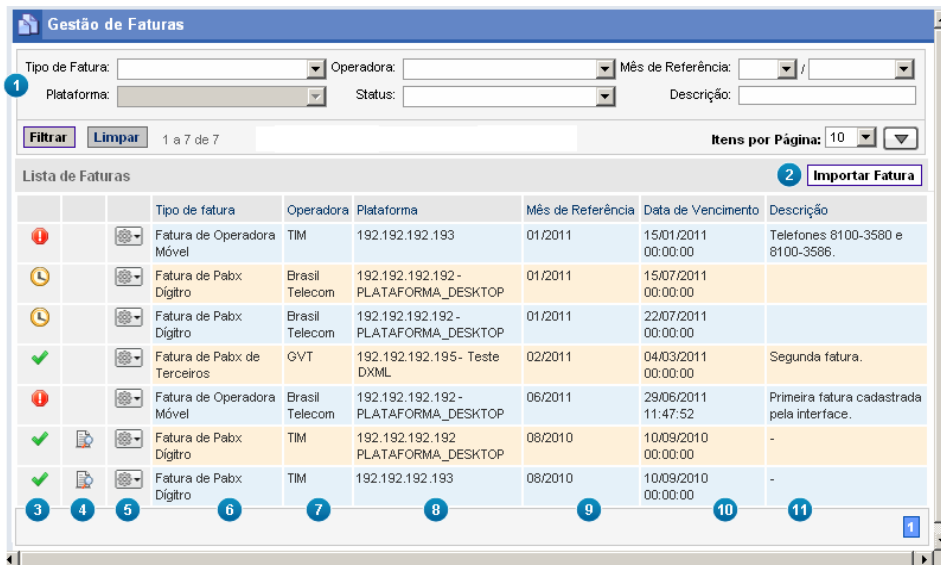 Gestão de Faturas
Tipo de Fatura: Operadora: Mês de Referência: /
1
Plataforma: Status: Descrição:
Filtrar Limpar 1 a 7 de 7 Itens por Página: 10
Lista de Faturas 2 Importar Fatura
Tipo de fatura Operadora Plataforma Mês de Referência Data de Vencimento Descrição
Fatura de Operadora TIM 192.192.192.193 01/2011 15/01/2011 Telefones 8100-3580 e
Móvel 00:00:00 8100-3586.
Fatura de Pabx Brasil 192.192.192.192 - 01/2011 15/07/2011
Dígitro Telecom PLATAFORMA_DESKTOP 00:00:00
Fatura de Pabx Brasil 192.192.192.192 - 01/2011 22/07/2011
Dígitro Telecom PLATAFORMA_DESKTOP 00:00:00
Fatura de Pabx de GVT 192.192.192.195 - Teste 02/2011 04/03/2011 Segunda fatura.
Terceiros DXML 00:00:00
Fatura de Operadora Brasil 192.192.192.192 - 06/2011 29/06/2011 Primeira fatura cadastrada
Móvel Telecom PLATAFORMA_DESKTOP 11:47:52 pela interface.
Fatura de Pabx TIM 192.192.192.192 08/2010 10/09/2010 -
Dígitro PLATAFORMA_DESKTOP 00:00:00
Fatura de Pabx TIM 192.192.192.193 08/2010 10/09/2010 -
Dígitro 00:00:00
3 4 5 6 7 8 9 10 11
1